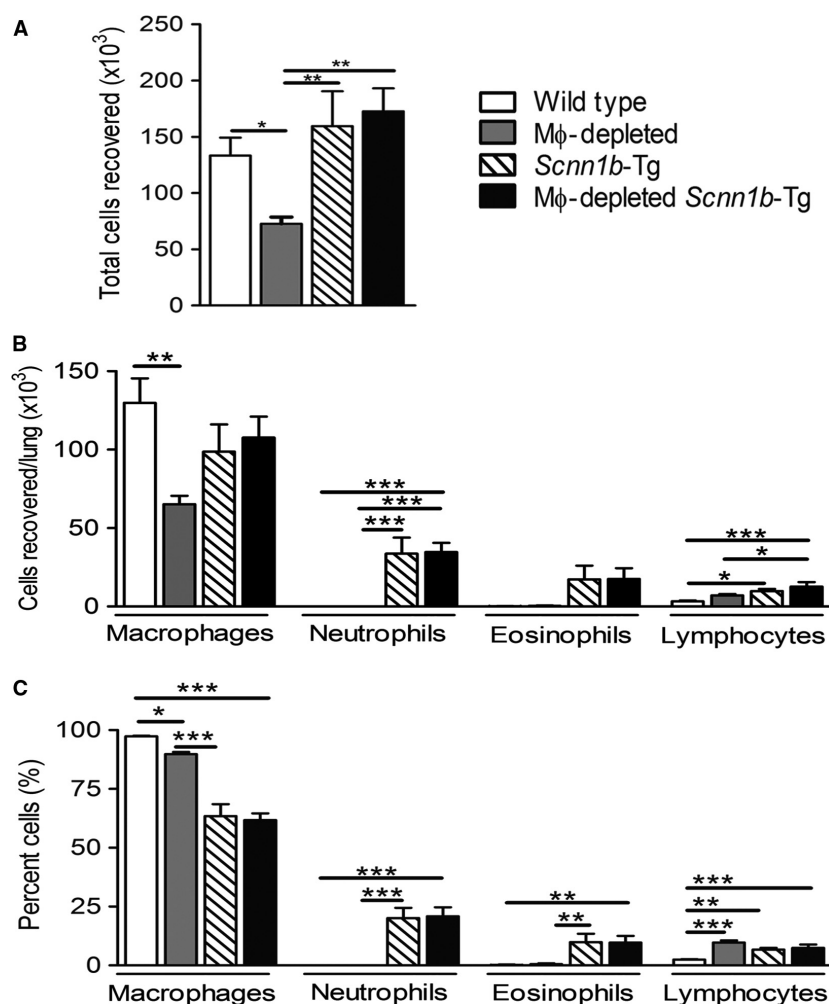 A
Total cells recovered (x10³)
250
200
150
100
50
0
**
**
*
Wild type
Mϕ-depleted
Scnn1b-Tg
Mϕ-depleted Scnn1b-Tg
B
Cells recovered/lung (x10³)
150
100
50
0
**
***
***
***
***
*
*
Macrophages Neutrophils Eosinophils Lymphocytes
C
Percent cells (%)
100
75
50
25
0
***
*
***
***
***
**
**
***
**
***
Macrophages Neutrophils Eosinophils Lymphocytes